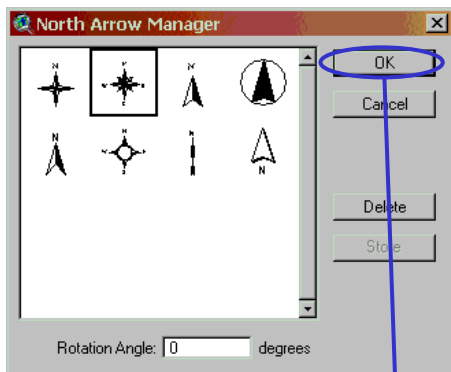 North Arrow Manager
OK
Cancel
Delete
Store
Rotation Angle: 0 degrees